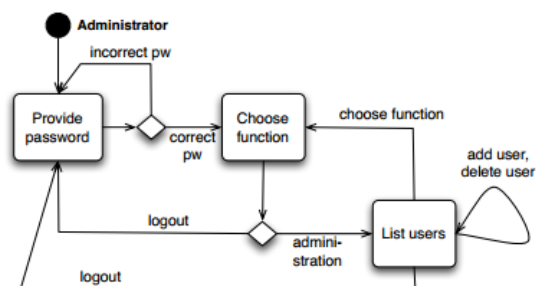 Administrator
incorrect pw
Provide
password
correct
pw
Choose
function
choose function
add user,
delete user
logout
admini-
stration
List users
logout